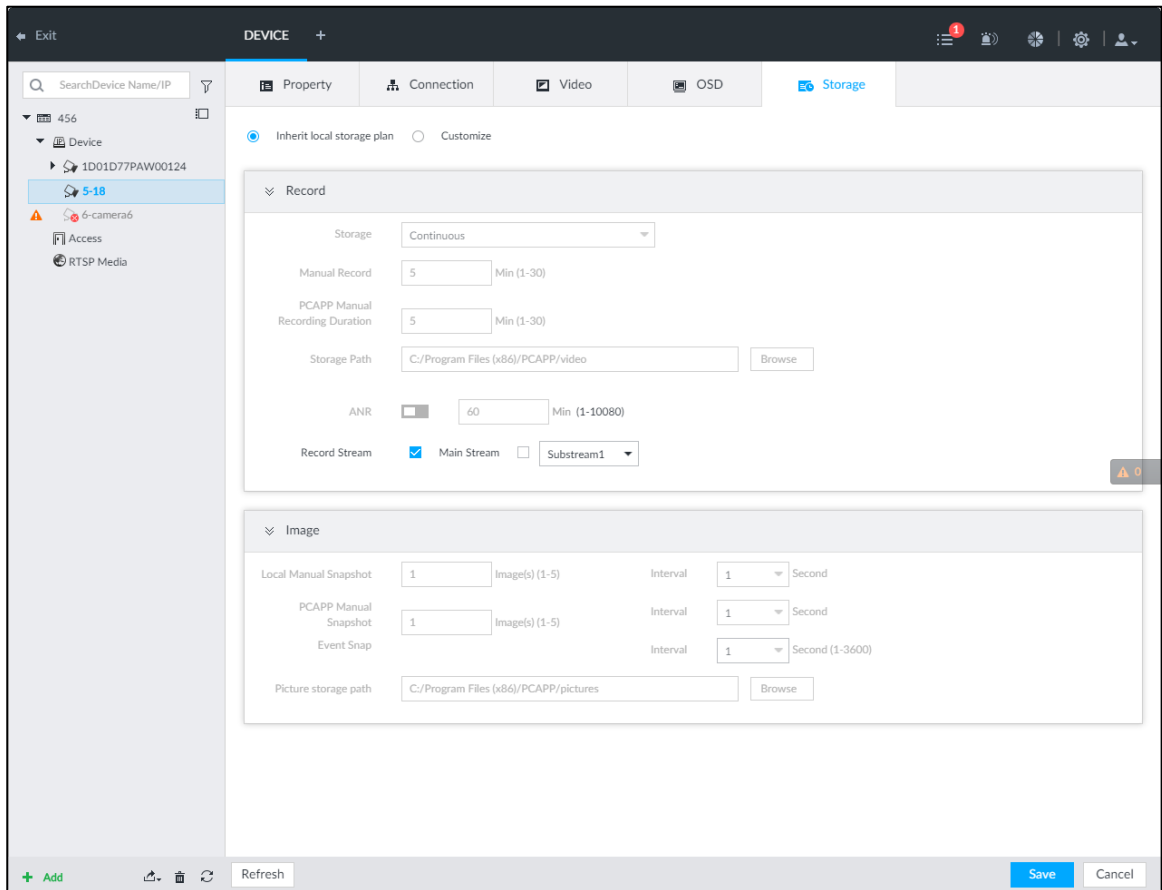 Exit
DEVICE +
1
SearchDevice Name/IP
Property
Connection
Video
OSD
Storage
456
Device
1D01D77PAW00124
5-18
6-camera6
Access
RTSP Media
Inherit local storage plan
Customize
Record
Storage Continuous
Manual Record 5 Min (1-30)
PCAPP Manual
Recording Duration 5 Min (1-30)
Storage Path C:/Program Files (x86)/PCAPP/video Browse
ANR 60 Min (1-10080)
Record Stream Main Stream Substream1
0
Image
Local Manual Snapshot 1 Image(s) (1-5) Interval 1 Second
PCAPP Manual
Snapshot 1 Image(s) (1-5) Interval 1 Second
Event Snap Interval 1 Second (1-3600)
Picture storage path C:/Program Files (x86)/PCAPP/pictures Browse
+ Add
Refresh
Save
Cancel